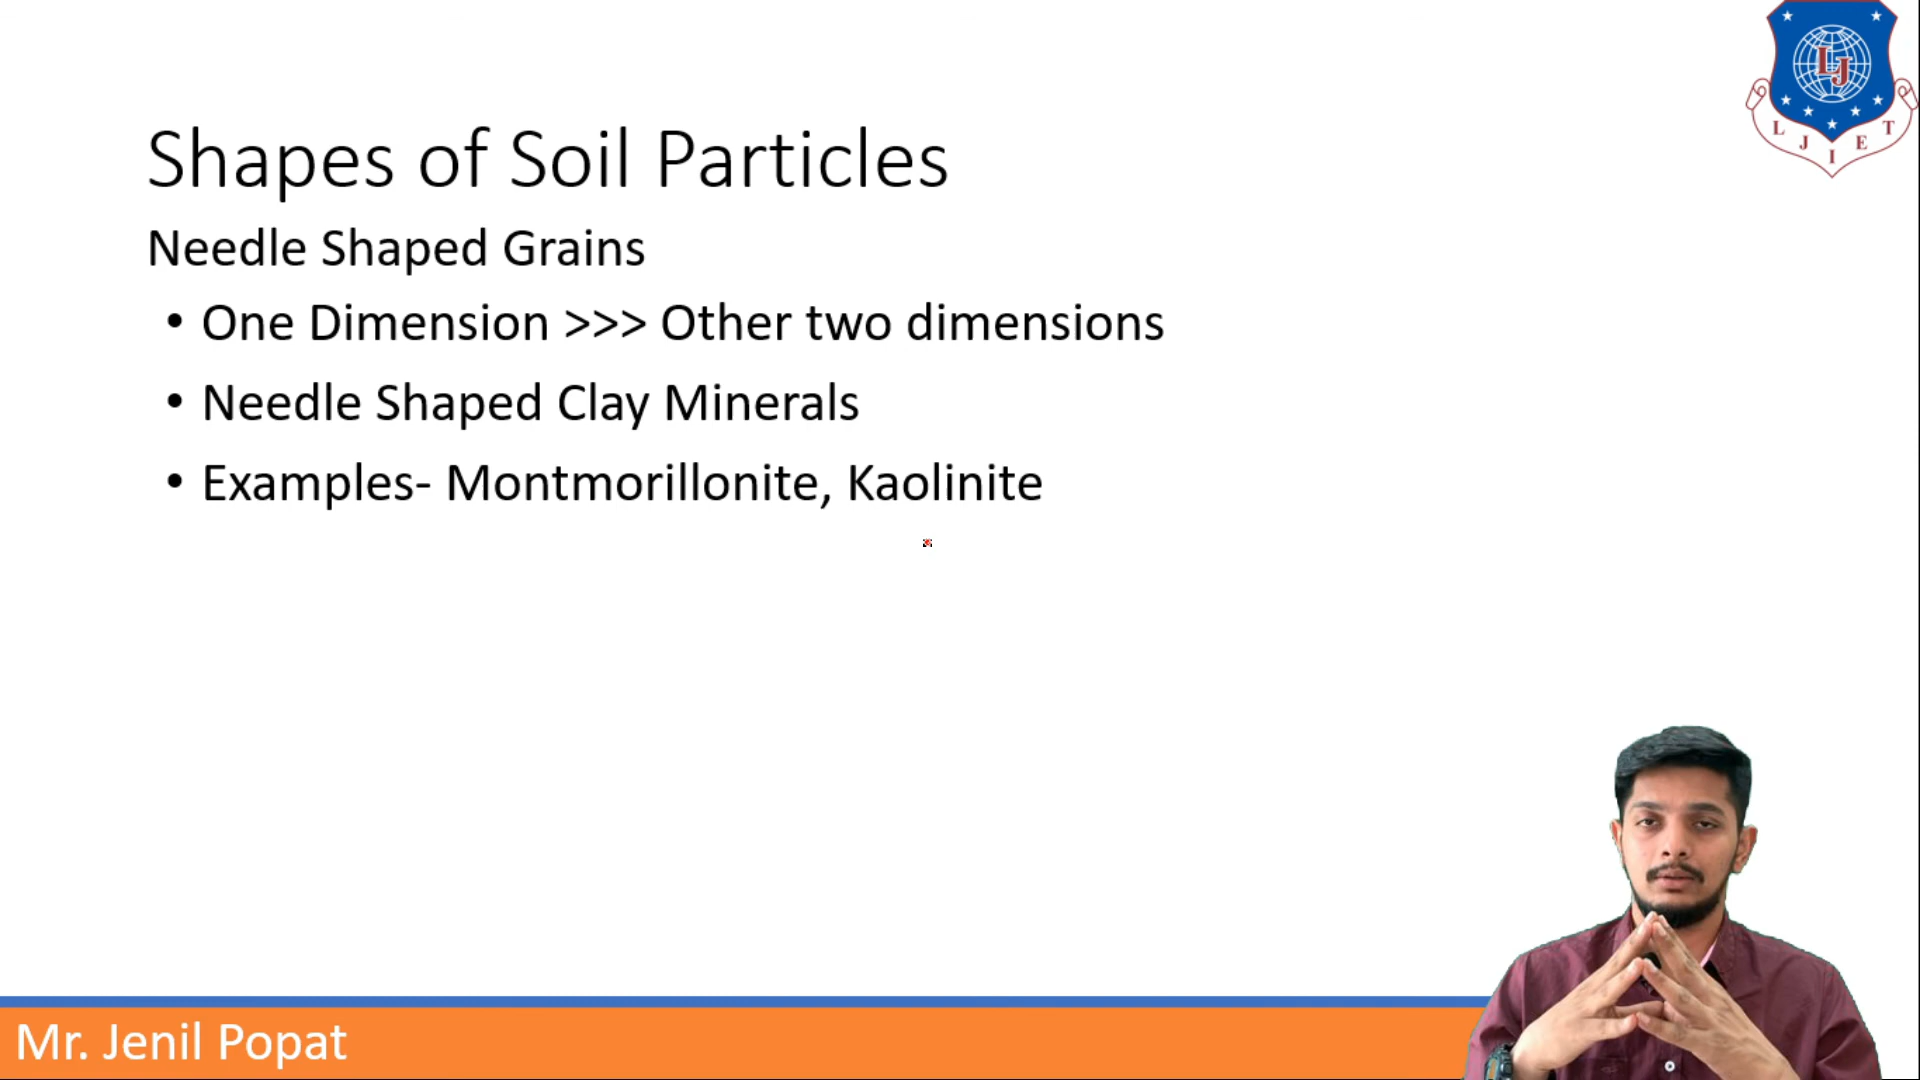 LJ
L J I E T
Shapes of Soil Particles
Needle Shaped Grains
• One Dimension >>> Other two dimensions
• Needle Shaped Clay Minerals
• Examples- Montmorillonite, Kaolinite
Mr. Jenil Popat